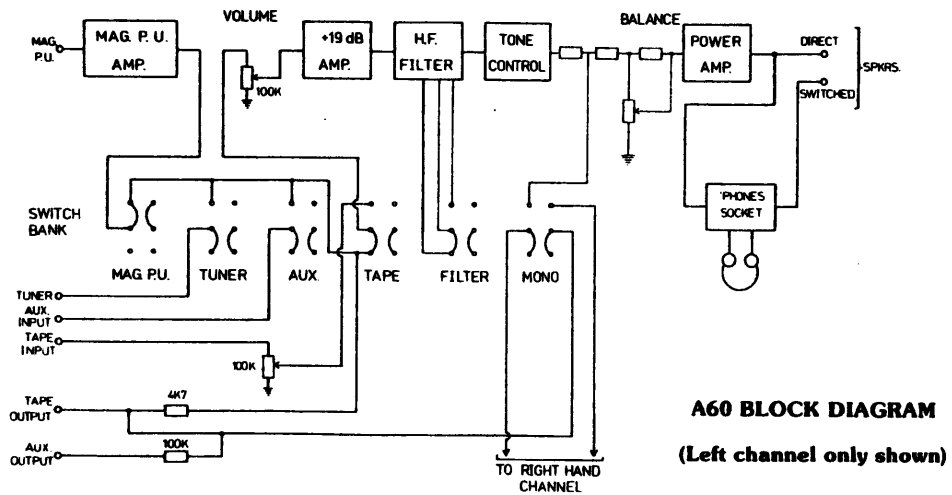 VOLUME
BALANCE
MAG.
P.U.
MAG. P. U.
AMP.
100K
+19 dB
AMP.
H.F.
FILTER
TONE
CONTROL
POWER
AMP.
DIRECT
SWITCHED
SPKRS.
'PHONES
SOCKET
SWITCH
BANK
MAG. P.U.
TUNER
AUX.
TAPE
FILTER
MONO
TUNER
AUX.
INPUT
TAPE
INPUT
100K
TAPE
OUTPUT
4K7
AUX.
OUTPUT
100K
TO RIGHT HAND
CHANNEL
A60 BLOCK DIAGRAM
(Left channel only shown)